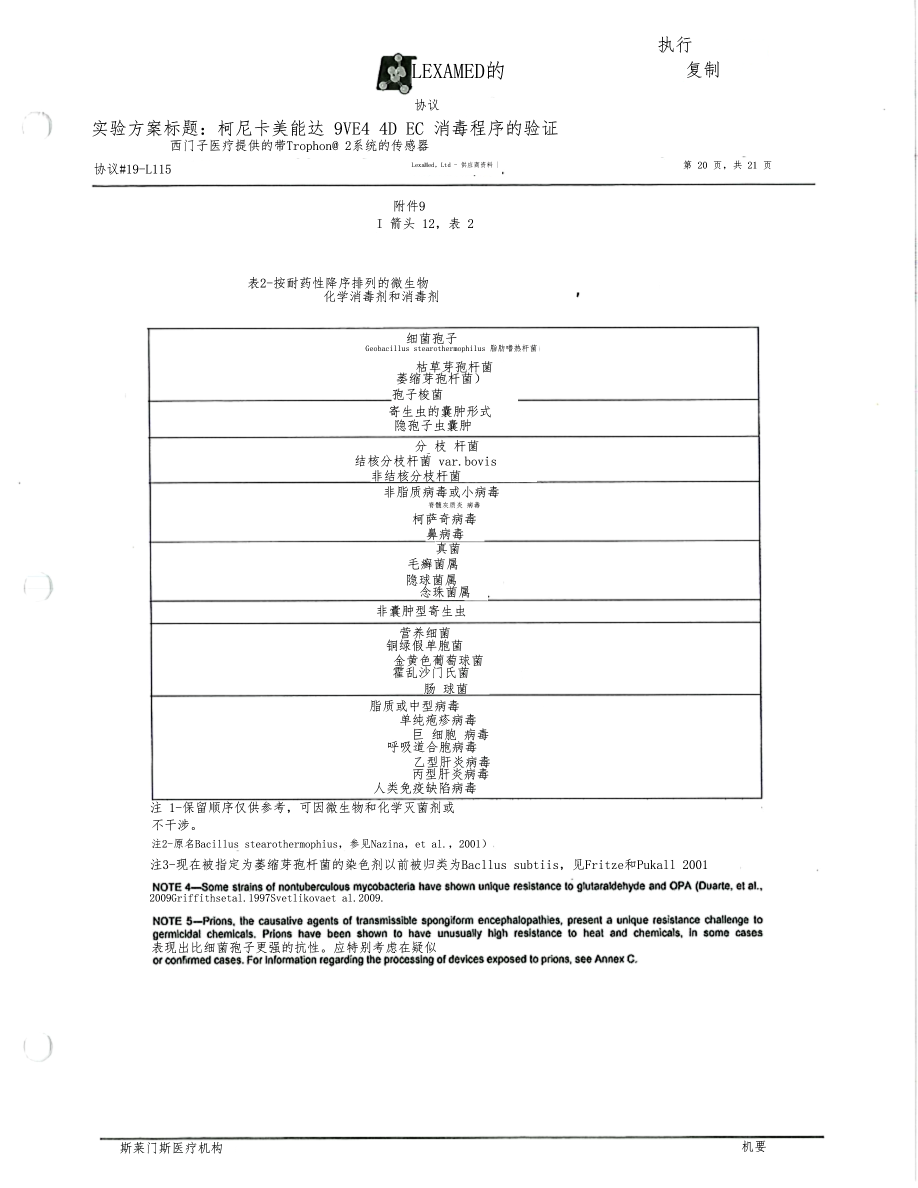 执行
LEXAMED的
复制
协议
实验方案标题：柯尼卡美能达 9VE4 4D EC 消毒程序的验证
西门子医疗提供的带Trophon@ 2系统的传感器
协议#19-L115
LexaMed, Ltd - 供应商资料
第 20 页, 共 21 页
附件9
I 箭头 12, 表 2
表2-按耐药性降序排列的微生物
化学消毒剂和消毒剂
细菌孢子
Geobacillus stearothermophilus 脂肪嗜热杆菌
枯草芽孢杆菌
萎缩芽孢杆菌）
孢子梭菌
寄生虫的囊肿形式
隐孢子虫囊肿
分 枝 杆菌
结核分枝杆菌 var.bovis
非结核分枝杆菌
非脂质病毒或小病毒
脊髓灰质炎 病毒
柯萨奇病毒
鼻病毒
真菌
毛癣菌属
隐球菌属
念珠菌属
非囊肿型寄生虫
营养细菌
铜绿假单胞菌
金黄色葡萄球菌
霍乱沙门氏菌
肠 球菌
脂质或中型病毒
单纯疱疹病毒
巨 细胞 病毒
呼吸道合胞病毒
乙型肝炎病毒
丙型肝炎病毒
人类免疫缺陷病毒
注 1-保留顺序仅供参考，可因微生物和化学灭菌剂或
不干涉。
注2-原名Bacillus stearothermophius, 参见Nazina, et al., 2001）
注3-现在被指定为萎缩芽孢杆菌的染色剂以前被归类为Bacllus subtiis, 见Fritze和Pukall 2001
NOTE 4—Some strains of nontuberculous mycobacteria have shown unique resistance to glutaraldehyde and OPA (Duarte, et al.,
2009Griffithsetal.1997Svetlikovaet al.2009.
NOTE 5—Prions, the causative agents of transmissible spongiform encephalopathies, present a unique resistance challenge to
germicidal chemicals. Prions have been shown to have unusually high resistance to heat and chemicals, in some cases
表现出比细菌孢子更强的抗性。应特别考虑在疑似
or confirmed cases. For information regarding the processing of devices exposed to prions, see Annex C.
斯莱门斯医疗机构
机要